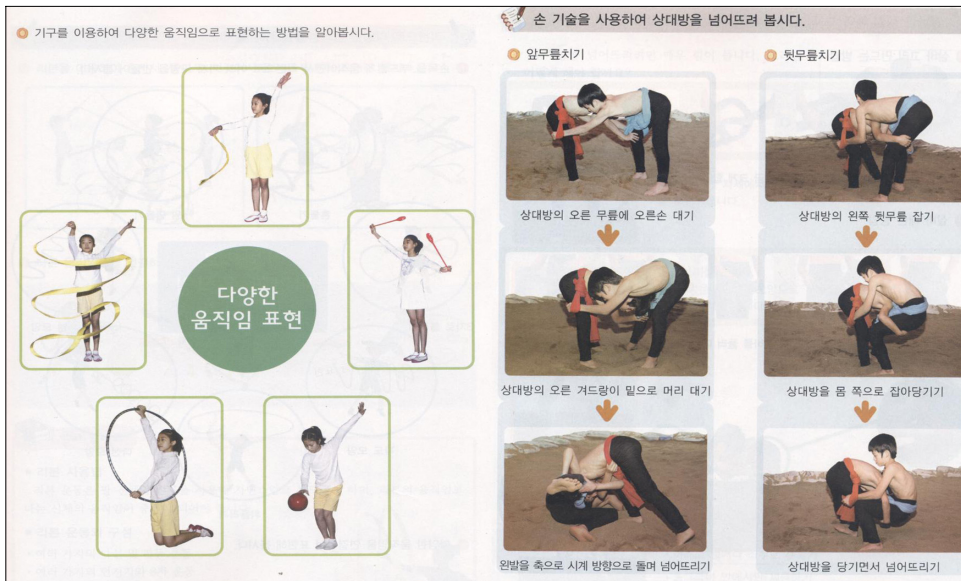 기구를 이용하여 다양한 움직임으로 표현하는 방법을 알아봅시다.
다양한
움직임 표현
손 기술을 사용하여 상대방을 넘어뜨려 봅시다.
앞무릎치기
상대방의 오른 무릎에 오른손 대기
상대방의 오른 겨드랑이 밑으로 머리 대기
왼발을 축으로 시계 방향으로 돌며 넘어뜨리기
뒷무릎치기
상대방의 왼쪽 뒷무릎 잡기
상대방을 몸 쪽으로 잡아당기기
상대방을 당기면서 넘어뜨리기